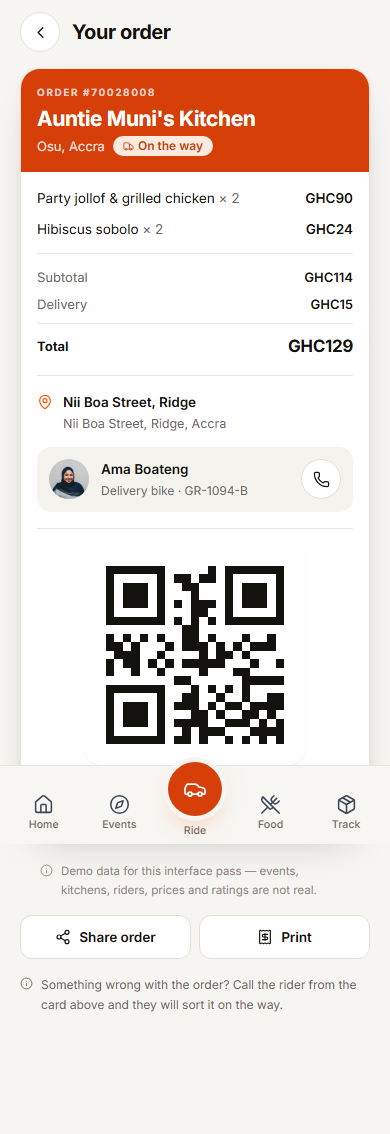 Your order
ORDER #70028008
Auntie Muni's Kitchen
Osu, Accra On the way
Party jollof & grilled chicken × 2 GHC90
Hibiscus sobolo × 2 GHC24
Subtotal GHC114
Delivery GHC15
Total GHC129
Nii Boa Street, Ridge
Nii Boa Street, Ridge, Accra
Ama Boateng
Delivery bike · GR-1094-B
Home Events Ride Food Track
Demo data for this interface pass — events,
kitchens, riders, prices and ratings are not real.
Share order Print
Something wrong with the order? Call the rider from the
card above and they will sort it on the way.